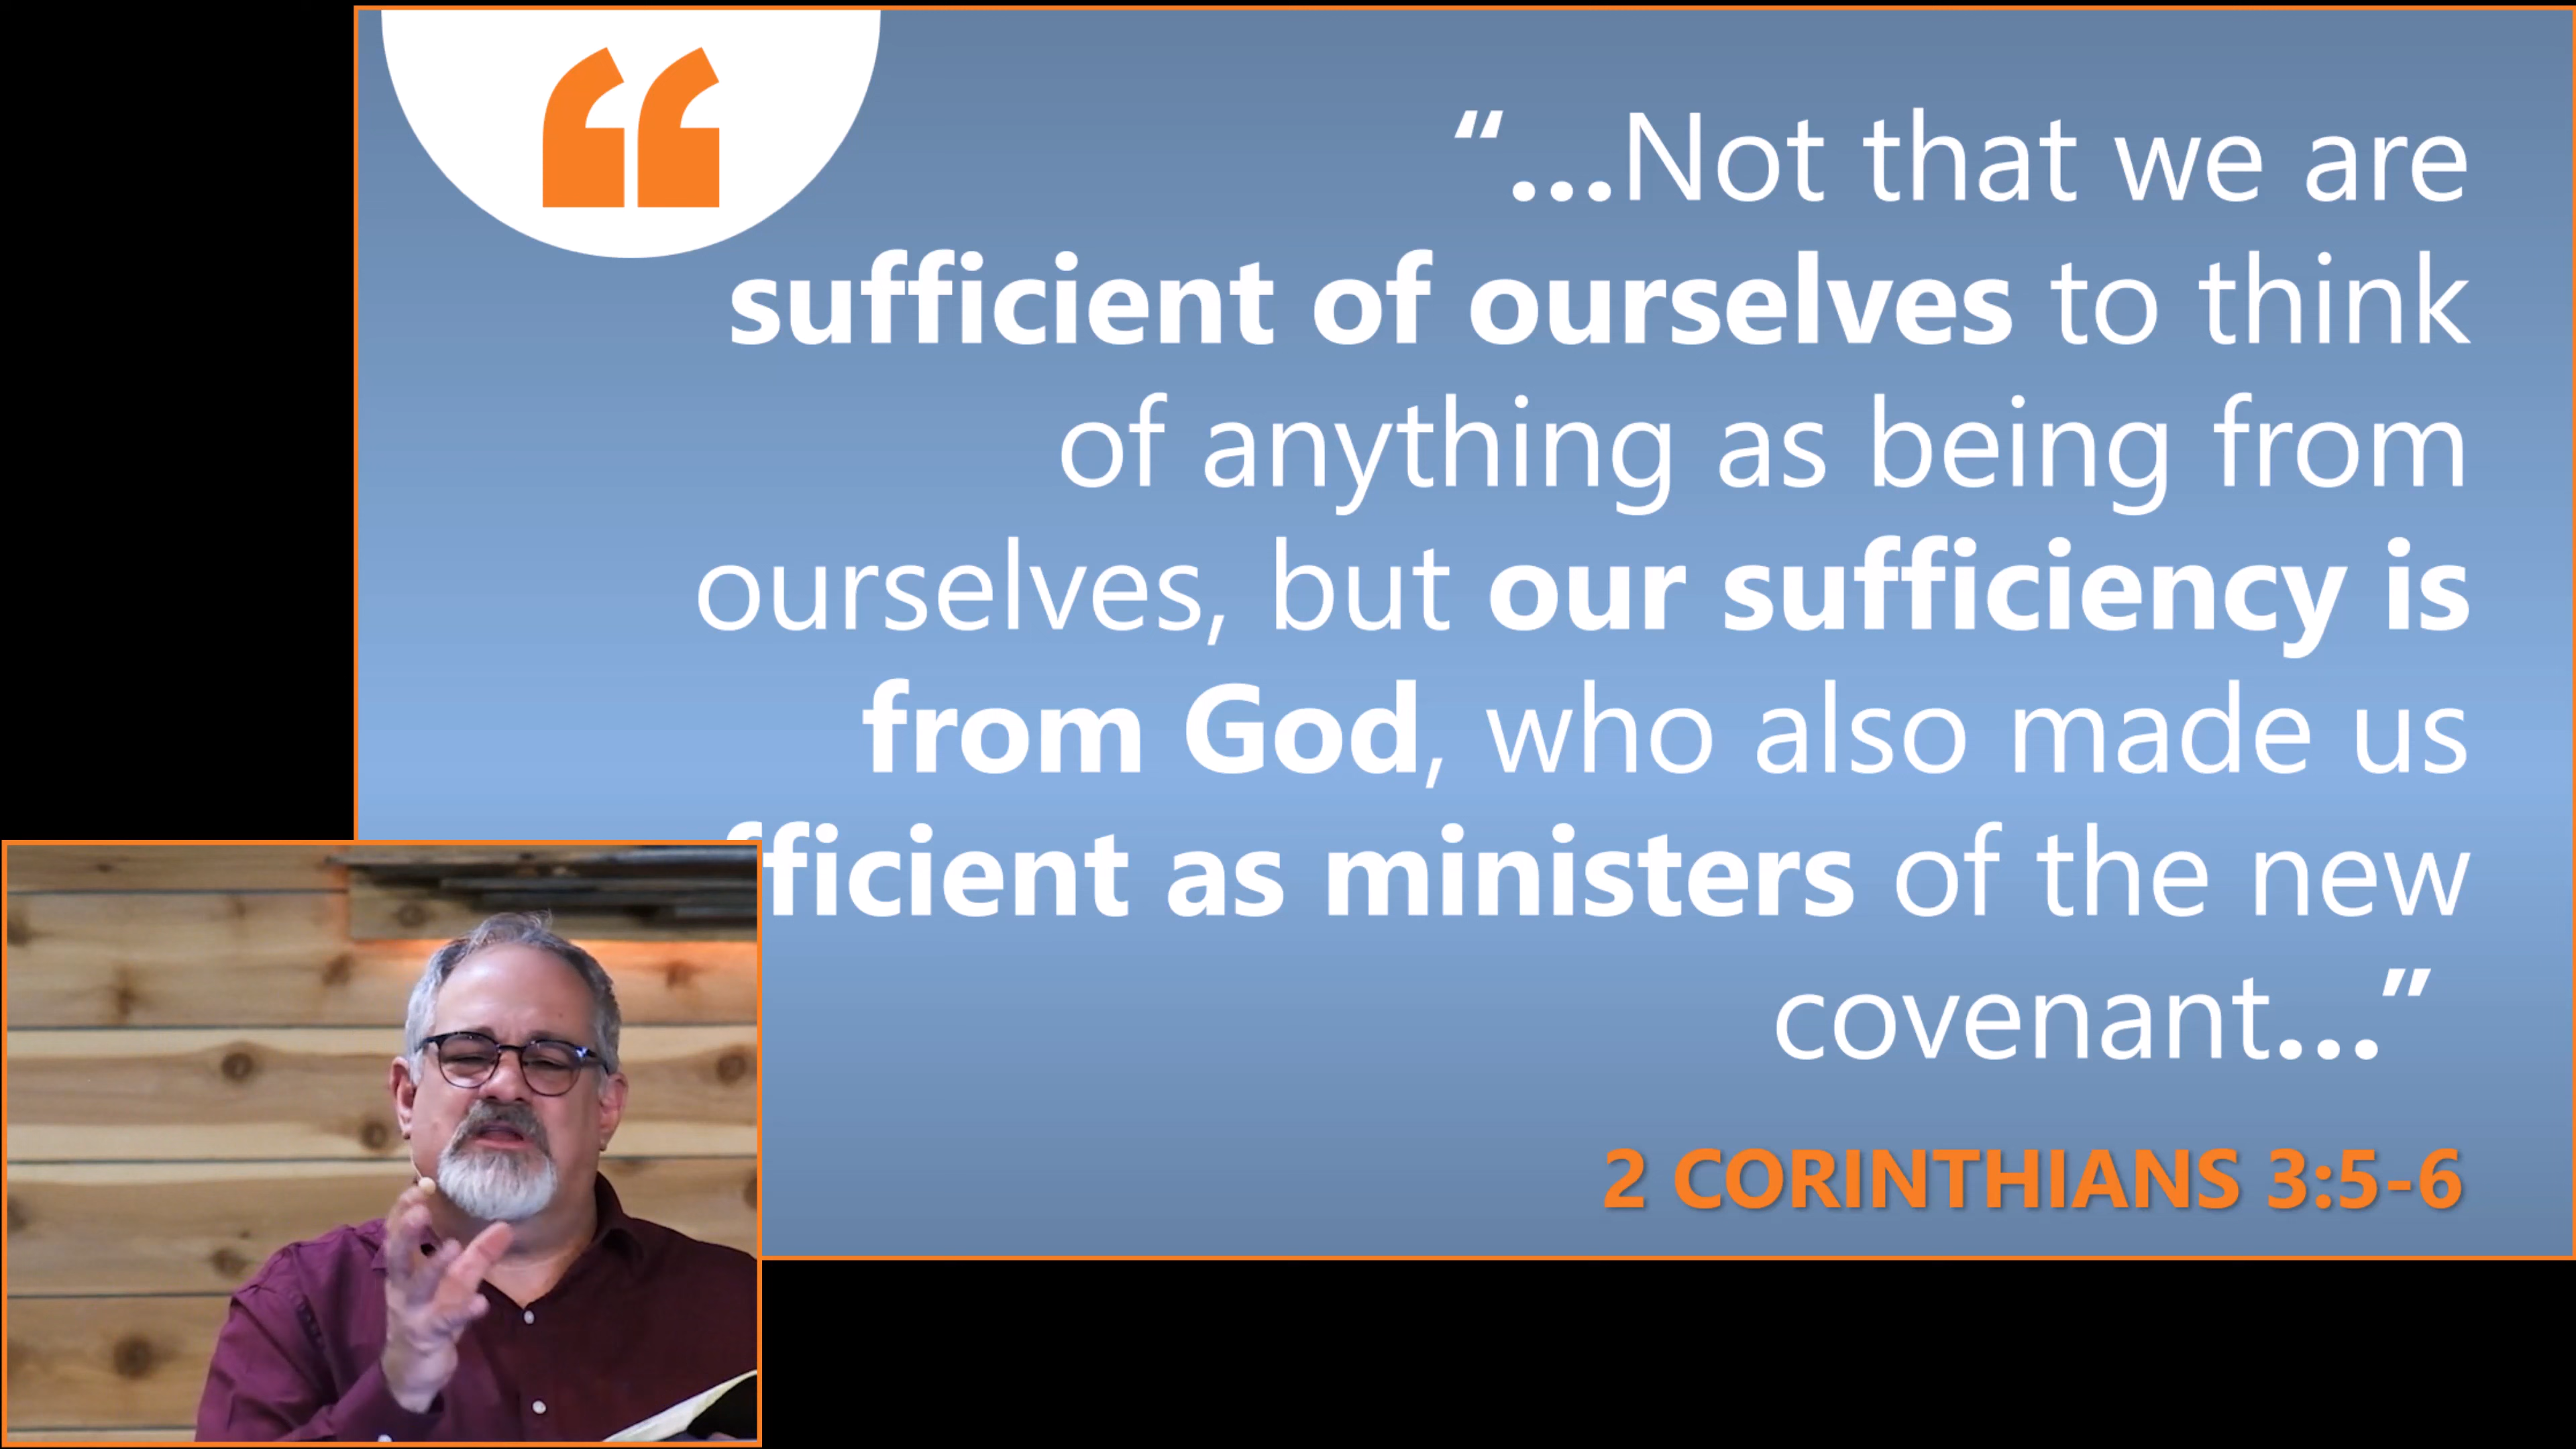 “...Not that we are
sufficient of ourselves to think
of anything as being from
ourselves, but our sufficiency is
from God, who also made us
as ministers of the new
covenant...”
2 CORINTHIANS 3:5-6